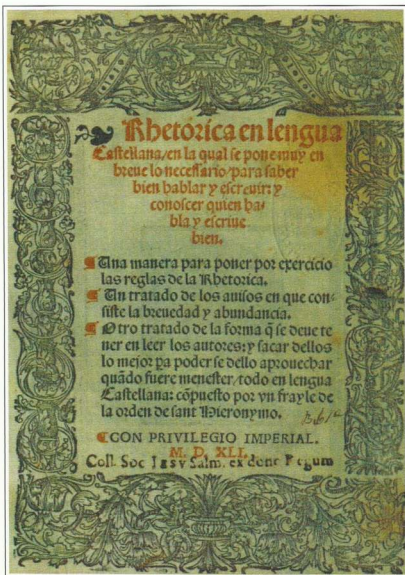 Rhetorica en lengua
Castellana/en la qual se pone muy en
breue lo necessario/para saber
bien hablar y escreuir: y
conoscer quien ha-
bla y escriue
bien.
¶ Una manera para poner por exercicio
las reglas de la Rhetorica.
¶ Un tratado de los auisos en que con-
siste la breuedad y abundancia.
¶ Otro tratado de la forma q̃ se deue te
ner en leer los autores: y sacar dellos
lo mejor pa poder se dello aprouechar
quãdo fuere menester/todo en lengua
Castellana: cõpuesto por vn frayle de
la orden de sant Hieronymo.
¶ CON PRIVILEGIO IMPERIAL.
M. D. XLI.
Coll. Soc. Iesv Salm. ex dono Regum